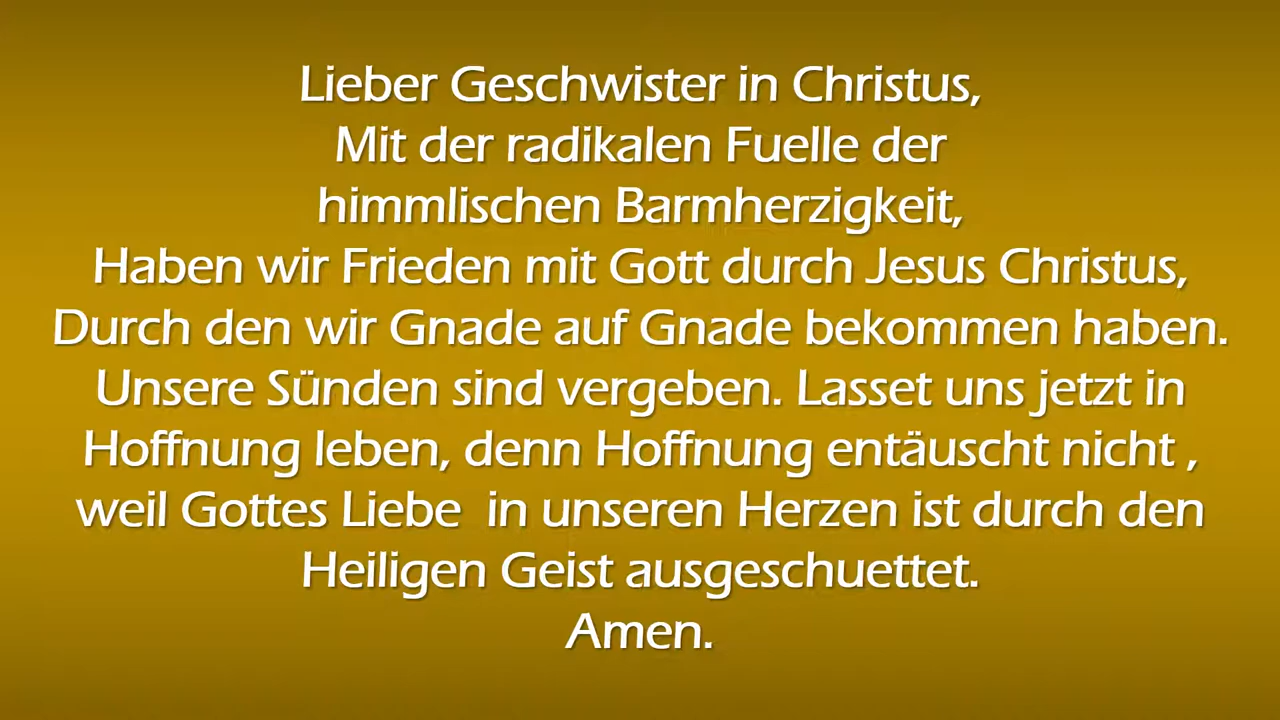 Lieber Geschwister in Christus,
Mit der radikalen Fuelle der
himmlischen Barmherzigkeit,
Haben wir Frieden mit Gott durch Jesus Christus,
Durch den wir Gnade auf Gnade bekommen haben.
Unsere Sünden sind vergeben. Lasset uns jetzt in
Hoffnung leben, denn Hoffnung entäuscht nicht ,
weil Gottes Liebe  in unseren Herzen ist durch den
Heiligen Geist ausgeschuettet.
Amen.